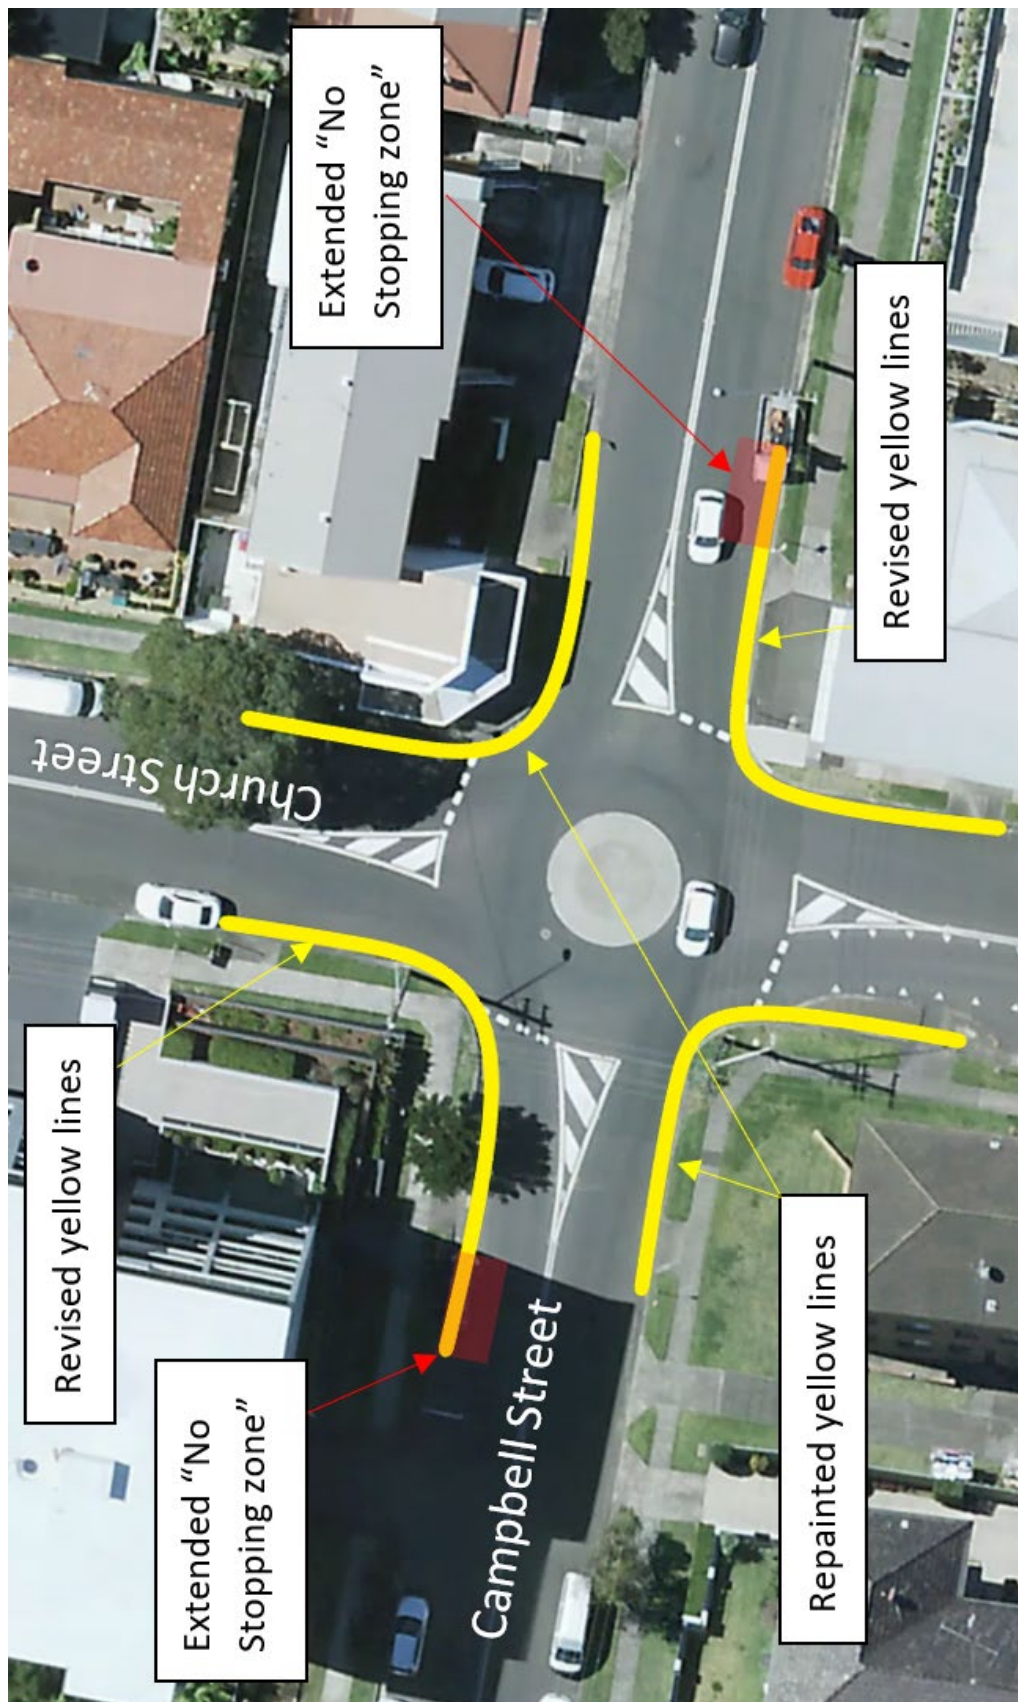 Extended “No
Stopping zone”
Revised yellow lines
Church Street
Revised yellow lines
Extended “No
Stopping zone”
Campbell Street
Repainted yellow lines